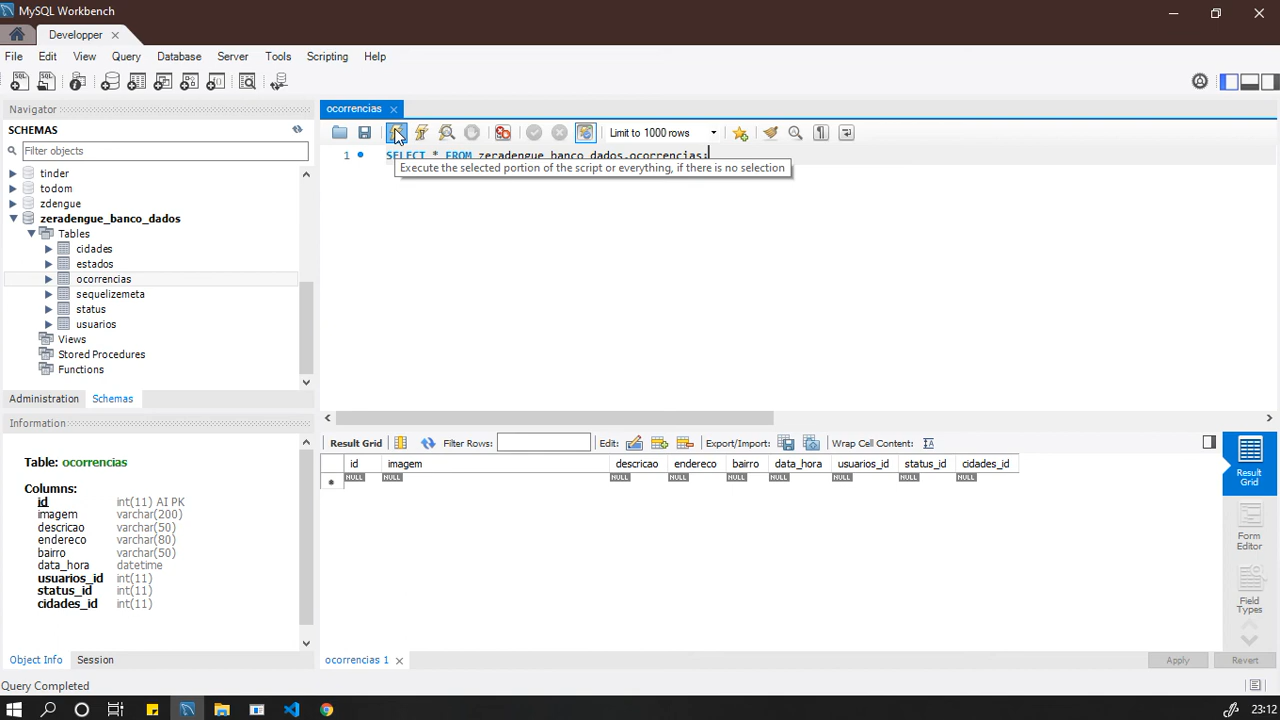 MySQL Workbench
Developper
File Edit View Query Database Server Tools Scripting Help
Navigator
SCHEMAS
Filter objects
tinder
todom
zdengue
zeradengue_banco_dados
Tables
cidades
estados
ocorrencias
sequelizemeta
status
usuarios
Views
Stored Procedures
Functions
Administration Schemas
Information
Table: ocorrencias
Columns:
id int(11) AI PK
imagem varchar(200)
descricao varchar(50)
endereco varchar(80)
bairro varchar(50)
data_hora datetime
usuarios_id int(11)
status_id int(11)
cidades_id int(11)
Object Info Session
Query Completed
ocorrencias
Limit to 1000 rows
1 SELECT * FROM zeradengue_banco_dados.ocorrencias;
Execute the selected portion of the script or everything, if there is no selection
Result Grid Filter Rows: Edit: Export/Import: Wrap Cell Content:
id imagem descricao endereco bairro data_hora usuarios_id status_id cidades_id
NULL NULL NULL NULL NULL NULL NULL NULL NULL
Result Grid
Form Editor
Field Types
ocorrencias 1
Apply Revert
23:12